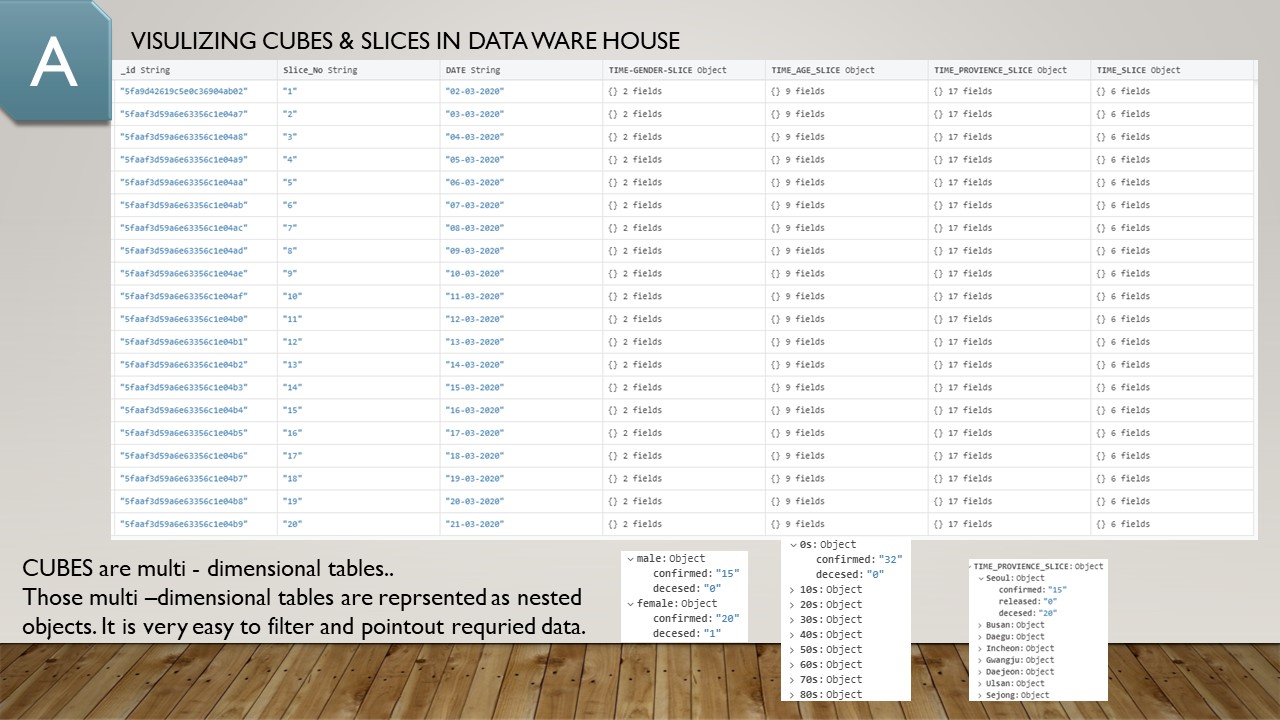 A
VISULIZING CUBES & SLICES IN DATA WARE HOUSE
_id String Slice_No String DATE String TIME-GENDER-SLICE Object TIME_AGE_SLICE Object TIME_PROVIENCE_SLICE Object TIME_SLICE Object
"5fa9d42619c5e0c36904ab02" "1" "02-03-2020" {} 2 fields {} 9 fields {} 17 fields {} 6 fields
"5faaf3d59a6e63356c1e04a7" "2" "03-03-2020" {} 2 fields {} 9 fields {} 17 fields {} 6 fields
"5faaf3d59a6e63356c1e04a8" "3" "04-03-2020" {} 2 fields {} 9 fields {} 17 fields {} 6 fields
"5faaf3d59a6e63356c1e04a9" "4" "05-03-2020" {} 2 fields {} 9 fields {} 17 fields {} 6 fields
"5faaf3d59a6e63356c1e04aa" "5" "06-03-2020" {} 2 fields {} 9 fields {} 17 fields {} 6 fields
"5faaf3d59a6e63356c1e04ab" "6" "07-03-2020" {} 2 fields {} 9 fields {} 17 fields {} 6 fields
"5faaf3d59a6e63356c1e04ac" "7" "08-03-2020" {} 2 fields {} 9 fields {} 17 fields {} 6 fields
"5faaf3d59a6e63356c1e04ad" "8" "09-03-2020" {} 2 fields {} 9 fields {} 17 fields {} 6 fields
"5faaf3d59a6e63356c1e04ae" "9" "10-03-2020" {} 2 fields {} 9 fields {} 17 fields {} 6 fields
"5faaf3d59a6e63356c1e04af" "10" "11-03-2020" {} 2 fields {} 9 fields {} 17 fields {} 6 fields
"5faaf3d59a6e63356c1e04b0" "11" "12-03-2020" {} 2 fields {} 9 fields {} 17 fields {} 6 fields
"5faaf3d59a6e63356c1e04b1" "12" "13-03-2020" {} 2 fields {} 9 fields {} 17 fields {} 6 fields
"5faaf3d59a6e63356c1e04b2" "13" "14-03-2020" {} 2 fields {} 9 fields {} 17 fields {} 6 fields
"5faaf3d59a6e63356c1e04b3" "14" "15-03-2020" {} 2 fields {} 9 fields {} 17 fields {} 6 fields
"5faaf3d59a6e63356c1e04b4" "15" "16-03-2020" {} 2 fields {} 9 fields {} 17 fields {} 6 fields
"5faaf3d59a6e63356c1e04b5" "16" "17-03-2020" {} 2 fields {} 9 fields {} 17 fields {} 6 fields
"5faaf3d59a6e63356c1e04b6" "17" "18-03-2020" {} 2 fields {} 9 fields {} 17 fields {} 6 fields
"5faaf3d59a6e63356c1e04b7" "18" "19-03-2020" {} 2 fields {} 9 fields {} 17 fields {} 6 fields
"5faaf3d59a6e63356c1e04b8" "19" "20-03-2020" {} 2 fields {} 9 fields {} 17 fields {} 6 fields
"5faaf3d59a6e63356c1e04b9" "20" "21-03-2020" {} 2 fields {} 9 fields {} 17 fields {} 6 fields
CUBES are multi - dimensional tables..
Those multi –dimensional tables are reprsented as nested
objects. It is very easy to filter and pointout requried data.
male: Object
confirmed: "15"
decesed: "0"
female: Object
confirmed: "20"
decesed: "1"
0s: Object
confirmed: "32"
decesed: "0"
10s: Object
20s: Object
30s: Object
40s: Object
50s: Object
60s: Object
70s: Object
80s: Object
TIME_PROVIENCE_SLICE: Object
Seoul: Object
confirmed: "15"
released: "0"
decesed: "20"
Busan: Object
Daegu: Object
Incheon: Object
Gwangju: Object
Daejeon: Object
Ulsan: Object
Sejong: Object